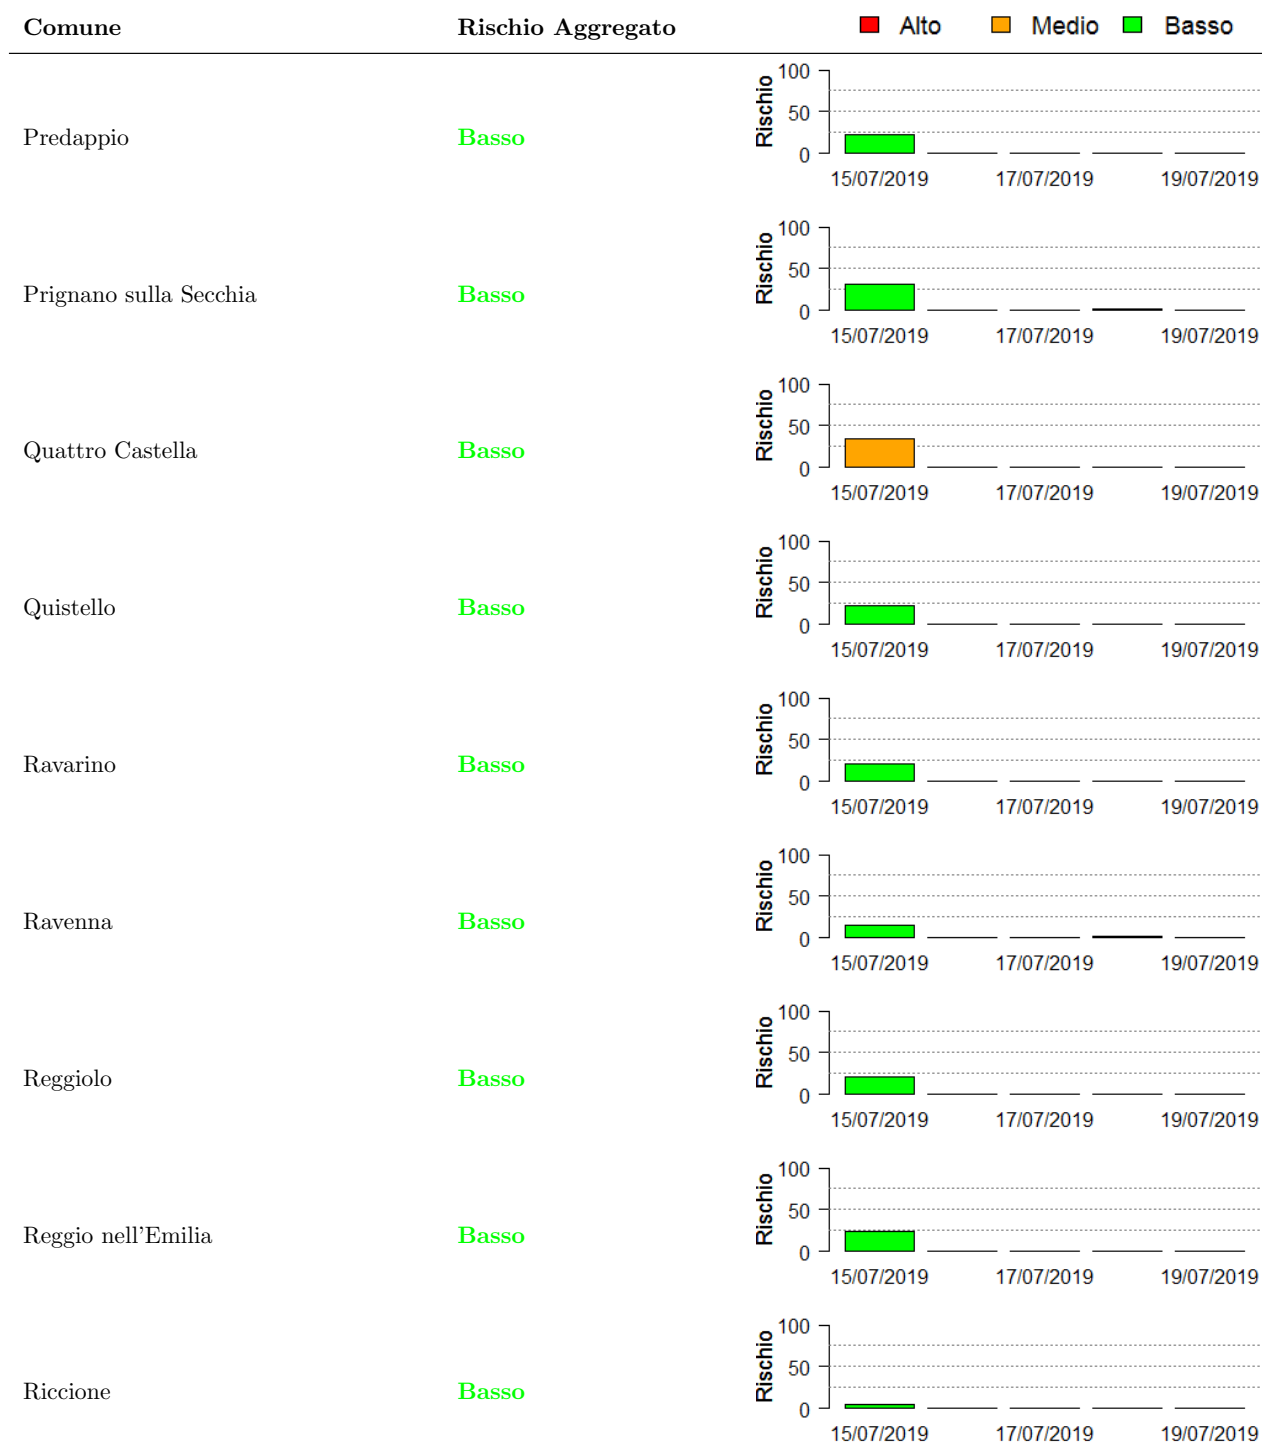 Comune Rischio Aggregato Alto Medio Basso
Predappio Basso Rischio 100 50 0
15/07/2019 17/07/2019 19/07/2019
Prignano sulla Secchia Basso Rischio 100 50 0
15/07/2019 17/07/2019 19/07/2019
Quattro Castella Basso Rischio 100 50 0
15/07/2019 17/07/2019 19/07/2019
Quistello Basso Rischio 100 50 0
15/07/2019 17/07/2019 19/07/2019
Ravarino Basso Rischio 100 50 0
15/07/2019 17/07/2019 19/07/2019
Ravenna Basso Rischio 100 50 0
15/07/2019 17/07/2019 19/07/2019
Reggiolo Basso Rischio 100 50 0
15/07/2019 17/07/2019 19/07/2019
Reggio nell'Emilia Basso Rischio 100 50 0
15/07/2019 17/07/2019 19/07/2019
Riccione Basso Rischio 100 50 0
15/07/2019 17/07/2019 19/07/2019